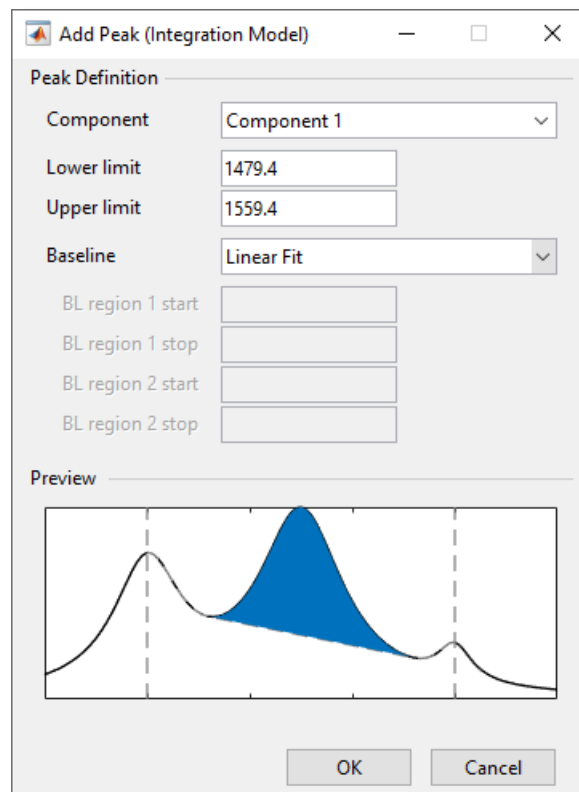 Add Peak (Integration Model)
Peak Definition
Component Component 1
Lower limit 1479.4
Upper limit 1559.4
Baseline Linear Fit
BL region 1 start
BL region 1 stop
BL region 2 start
BL region 2 stop
Preview
OK Cancel